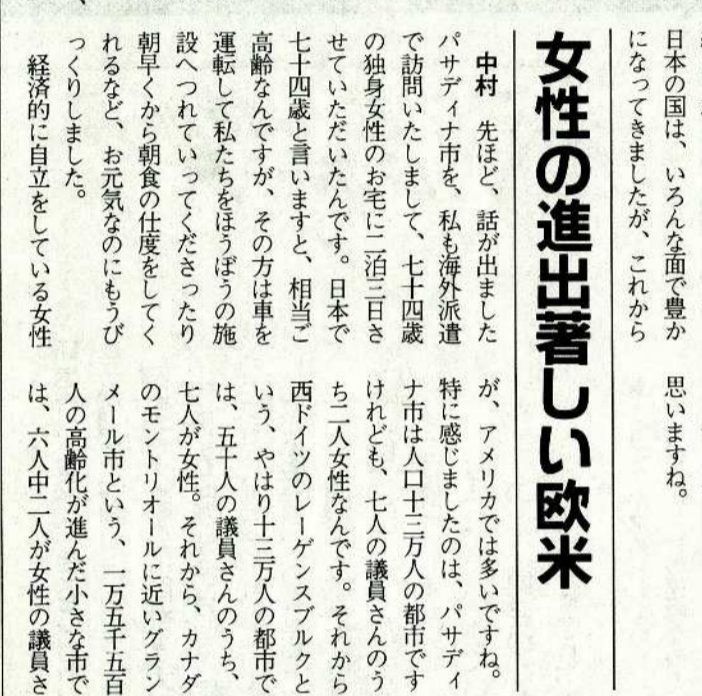 日本の国は、いろんな面で豊か
になってきましたが、これから
思いますね。
女性の進出著しい欧米
中村　先ほど、話が出ました
パサディナ市を、私も海外派遣
で訪問いたしまして、七十四歳
の独身女性のお宅に二泊三日さ
せていただいたんです。日本で
七十四歳と言いますと、相当ご
高齢なんですが、その方は車を
運転して私たちをほうぼうの施
設へつれていってくださったり
朝早くから朝食の仕度をしてく
れるなど、お元気なのにもうび
っくりしました。
経済的に自立をしている女性
が、アメリカでは多いですね。
特に感じましたのは、パサディ
ナ市は人口十三万人の都市です
けれども、七人の議員さんのう
ち二人女性なんです。それから
西ドイツのレーゲンスブルクと
いう、やはり十三万人の都市で
は、五十人の議員さんのうち、
七人が女性。それから、カナダ
のモントリオールに近いグラン
メール市という、一万五千五百
人の高齢化が進んだ小さな市で
は、六人中二人が女性の議員さ